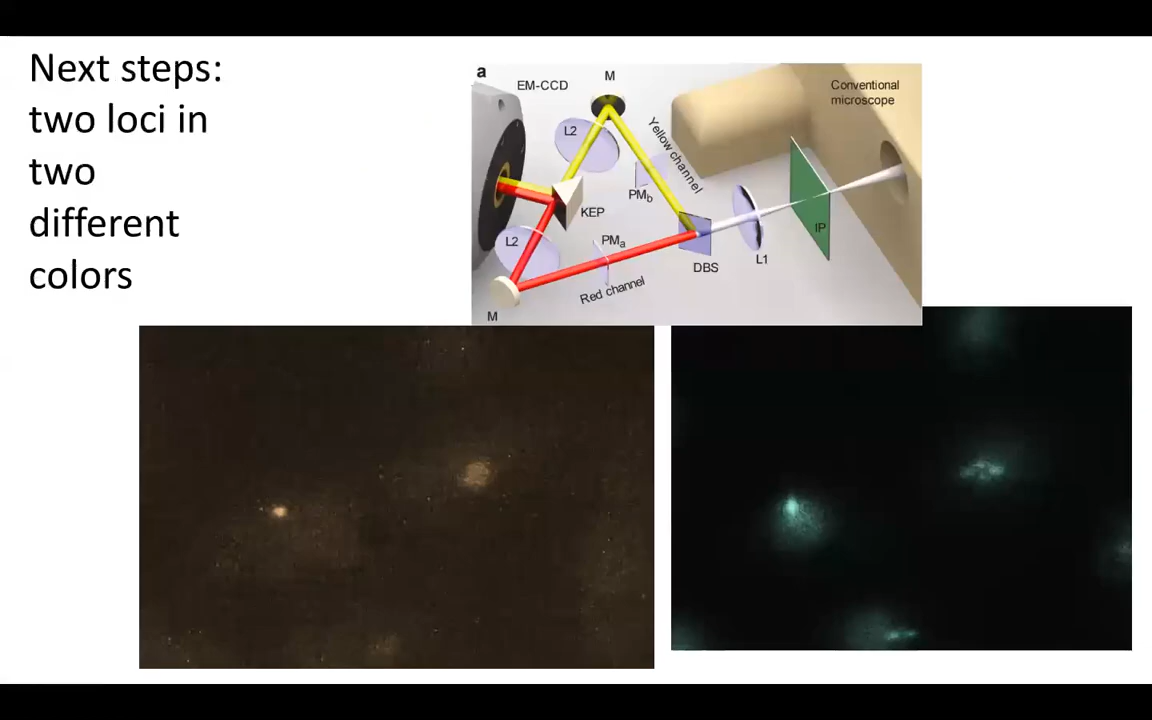 Next steps:
two loci in
two
different
colors
a
EM-CCD
M
Conventional
microscope
L2
Yellow channel
PMb
KEP
L2
PMa
IP
DBS
L1
Red channel
M